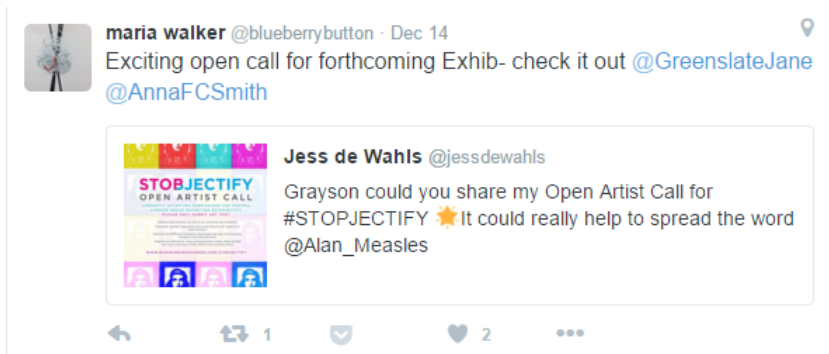 maria walker @blueberrybutton · Dec 14
Exciting open call for forthcoming Exhib- check it out @GreenslateJane
@AnnaFCSmith
STOBJECTIFY
OPEN ARTIST CALL
Jess de Wahls @jessdewahls
Grayson could you share my Open Artist Call for
#STOPJECTIFY 🌟It could really help to spread the word
@Alan_Measles
1
2